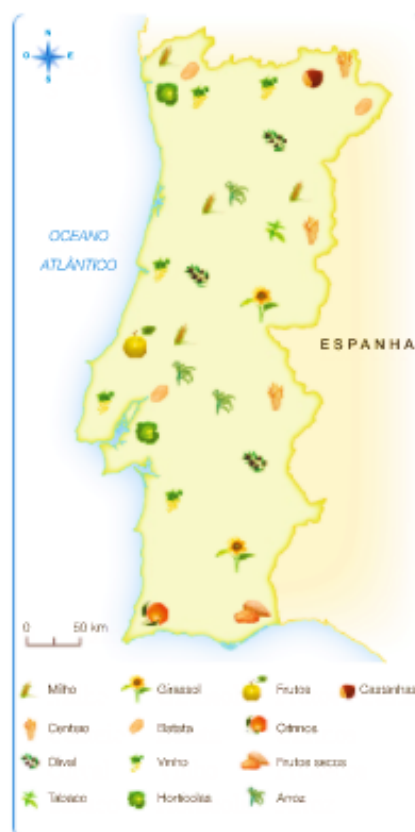 N
O E
S
OCEANO
ATLÂNTICO
ESPANHA
0 50 km
Milho Girassol Frutos Castanhas
Centeio Batata Citrinos
Olival Vinho Frutos secos
Tabaco Hortícolas Arroz